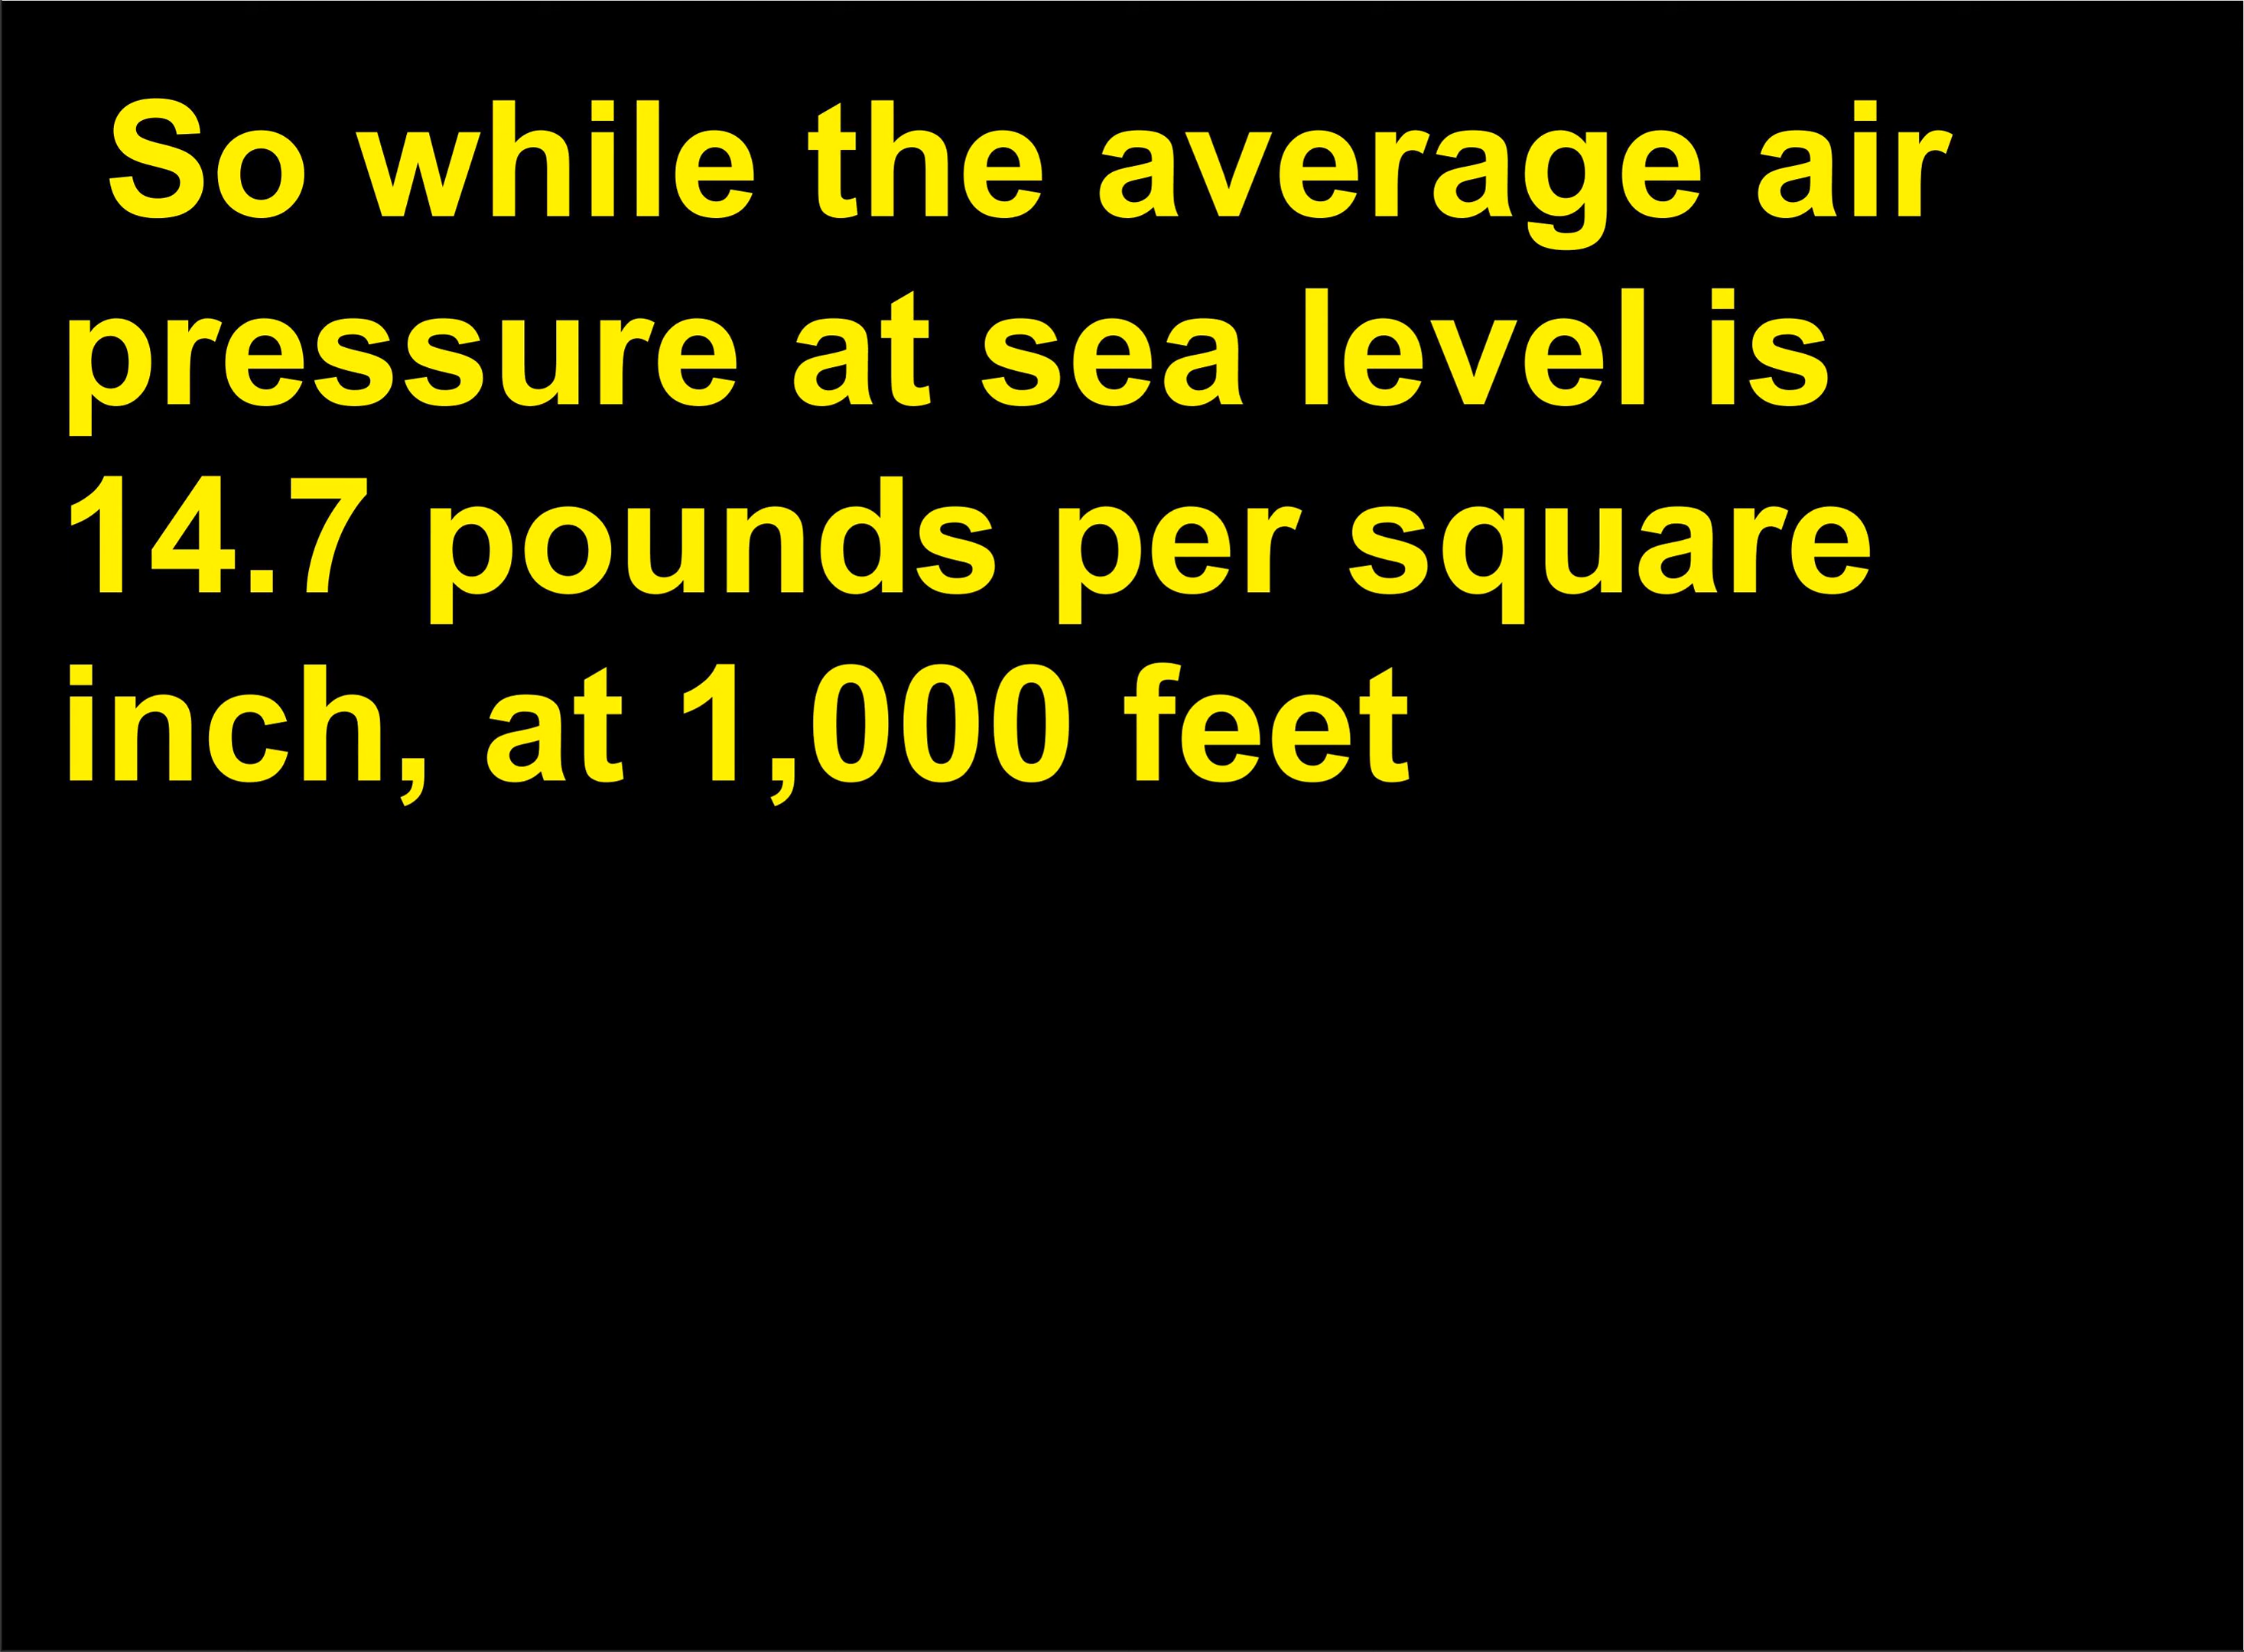 So while the average air
pressure at sea level is
14.7 pounds per square
inch, at 1,000 feet